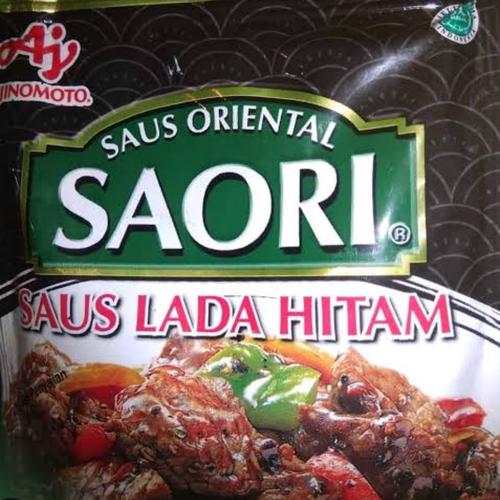 AJINOMOTO.
SAUS ORIENTAL
SAORI®
SAUS LADA HITAM